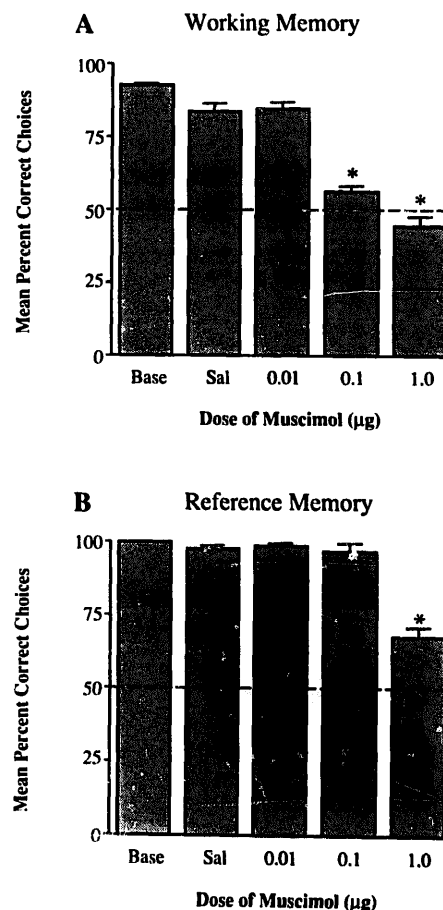 A Working Memory
Mean Percent Correct Choices
100
75
50
25
0
*
*
Base Sal 0.01 0.1 1.0
Dose of Muscimol (µg)
B Reference Memory
Mean Percent Correct Choices
100
75
50
25
0
*
Base Sal 0.01 0.1 1.0
Dose of Muscimol (µg)